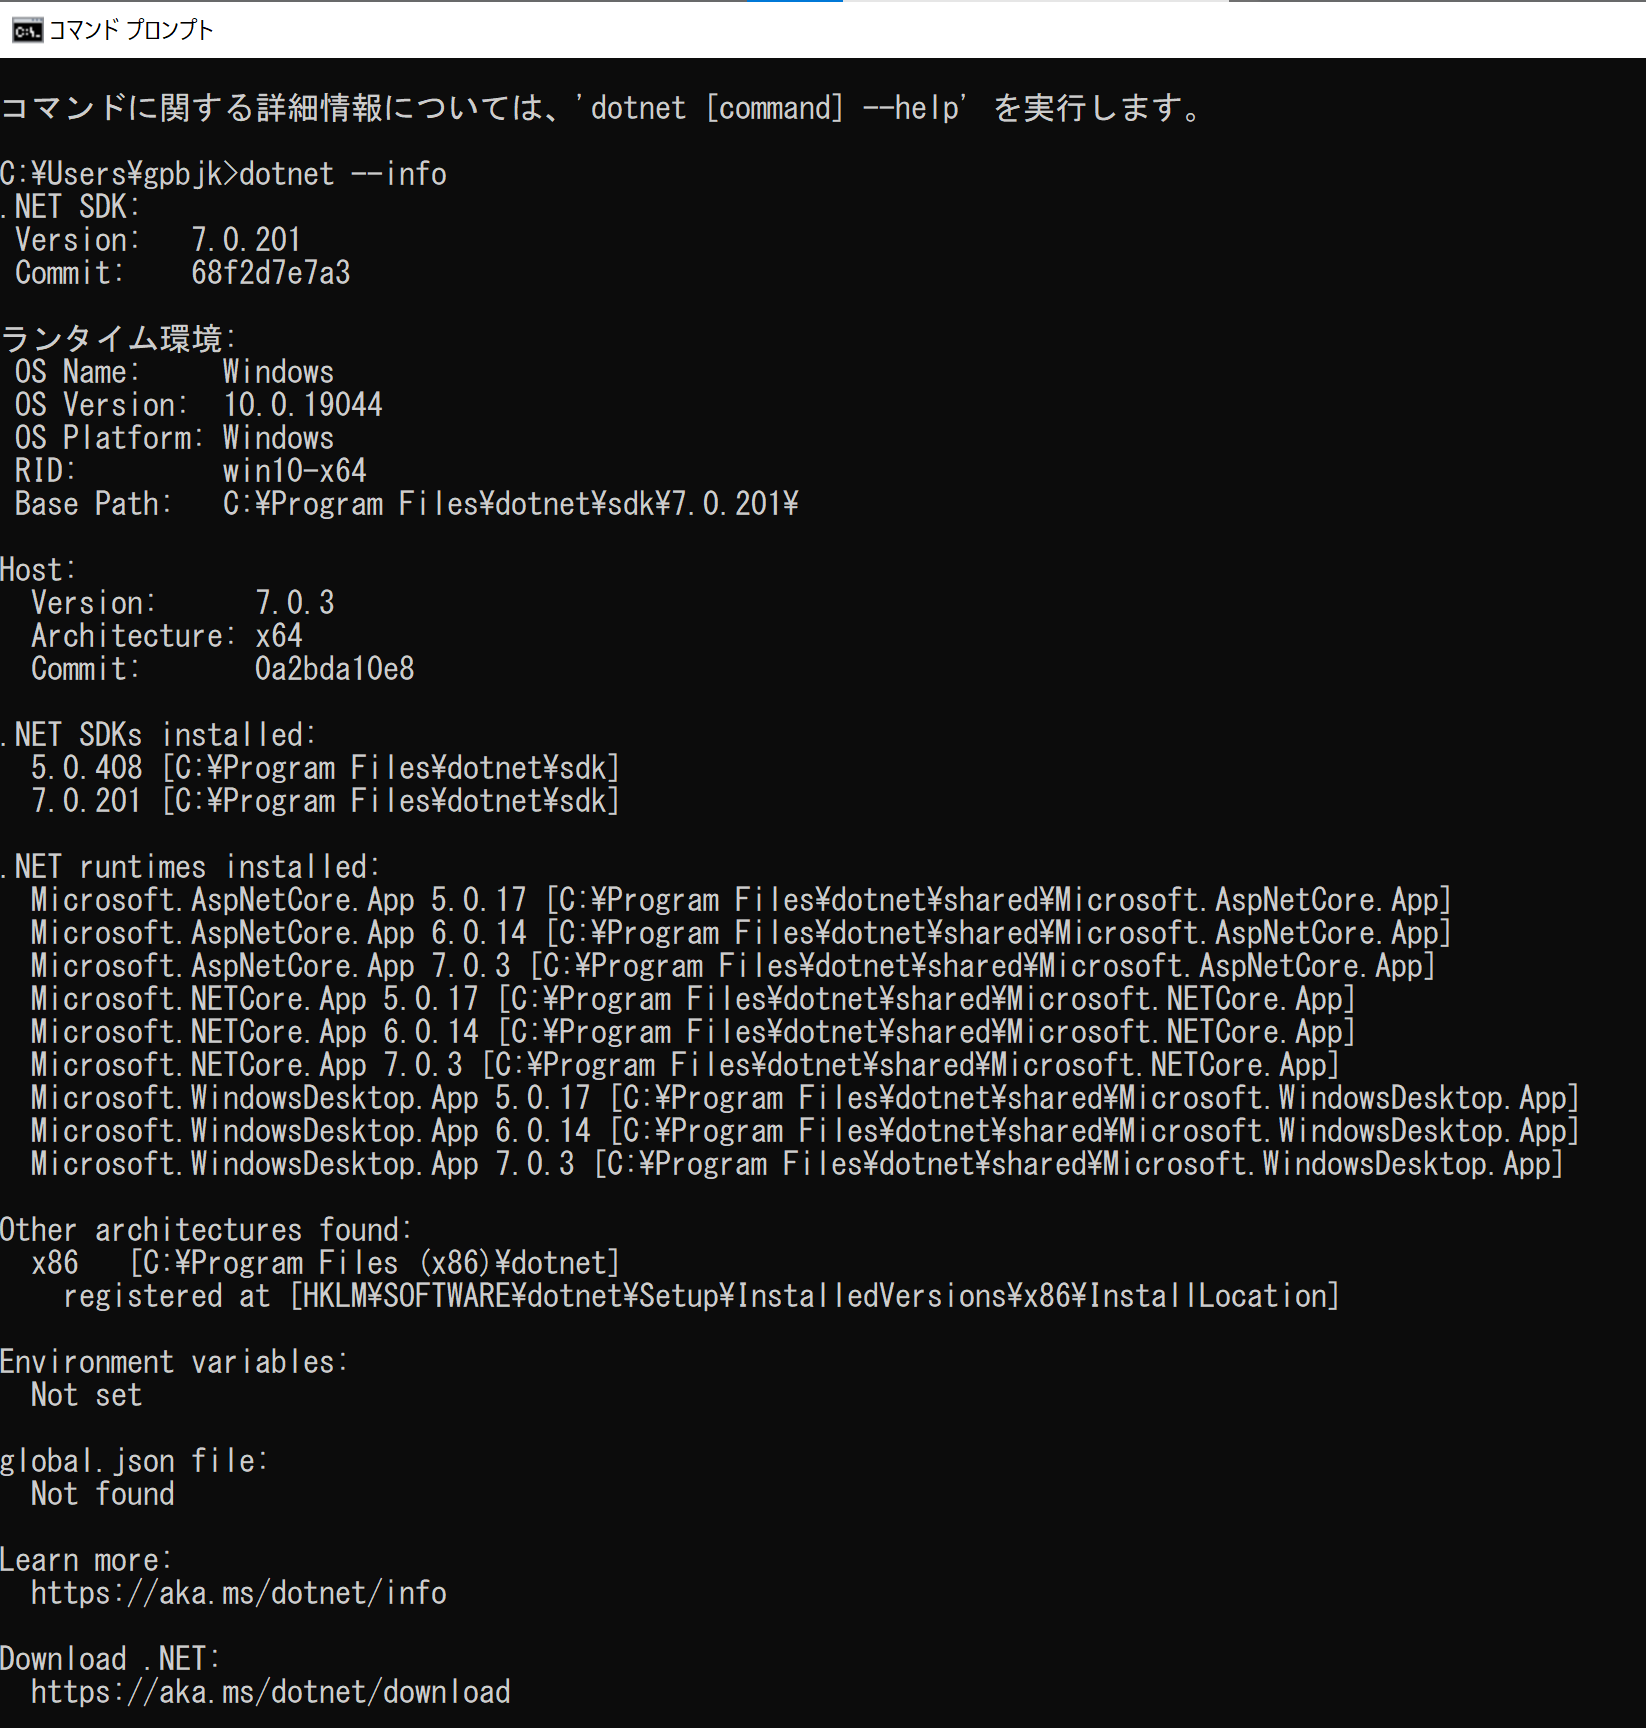 コマンド プロンプト
コマンドに関する詳細情報については、'dotnet [command] --help' を実行します。
C:¥Users¥gpbjk>dotnet --info
.NET SDK:
Version: 7.0.201
Commit: 68f2d7e7a3
ランタイム環境:
OS Name: Windows
OS Version: 10.0.19044
OS Platform: Windows
RID: win10-x64
Base Path: C:¥Program Files¥dotnet¥sdk¥7.0.201¥
Host:
Version: 7.0.3
Architecture: x64
Commit: 0a2bda10e8
.NET SDKs installed:
5.0.408 [C:¥Program Files¥dotnet¥sdk]
7.0.201 [C:¥Program Files¥dotnet¥sdk]
.NET runtimes installed:
Microsoft.AspNetCore.App 5.0.17 [C:¥Program Files¥dotnet¥shared¥Microsoft.AspNetCore.App]
Microsoft.AspNetCore.App 6.0.14 [C:¥Program Files¥dotnet¥shared¥Microsoft.AspNetCore.App]
Microsoft.AspNetCore.App 7.0.3 [C:¥Program Files¥dotnet¥shared¥Microsoft.AspNetCore.App]
Microsoft.NETCore.App 5.0.17 [C:¥Program Files¥dotnet¥shared¥Microsoft.NETCore.App]
Microsoft.NETCore.App 6.0.14 [C:¥Program Files¥dotnet¥shared¥Microsoft.NETCore.App]
Microsoft.NETCore.App 7.0.3 [C:¥Program Files¥dotnet¥shared¥Microsoft.NETCore.App]
Microsoft.WindowsDesktop.App 5.0.17 [C:¥Program Files¥dotnet¥shared¥Microsoft.WindowsDesktop.App]
Microsoft.WindowsDesktop.App 6.0.14 [C:¥Program Files¥dotnet¥shared¥Microsoft.WindowsDesktop.App]
Microsoft.WindowsDesktop.App 7.0.3 [C:¥Program Files¥dotnet¥shared¥Microsoft.WindowsDesktop.App]
Other architectures found:
x86 [C:¥Program Files (x86)¥dotnet]
registered at [HKLM¥SOFTWARE¥dotnet¥Setup¥InstalledVersions¥x86¥InstallLocation]
Environment variables:
Not set
global.json file:
Not found
Learn more:
https://aka.ms/dotnet/info
Download .NET:
https://aka.ms/dotnet/download